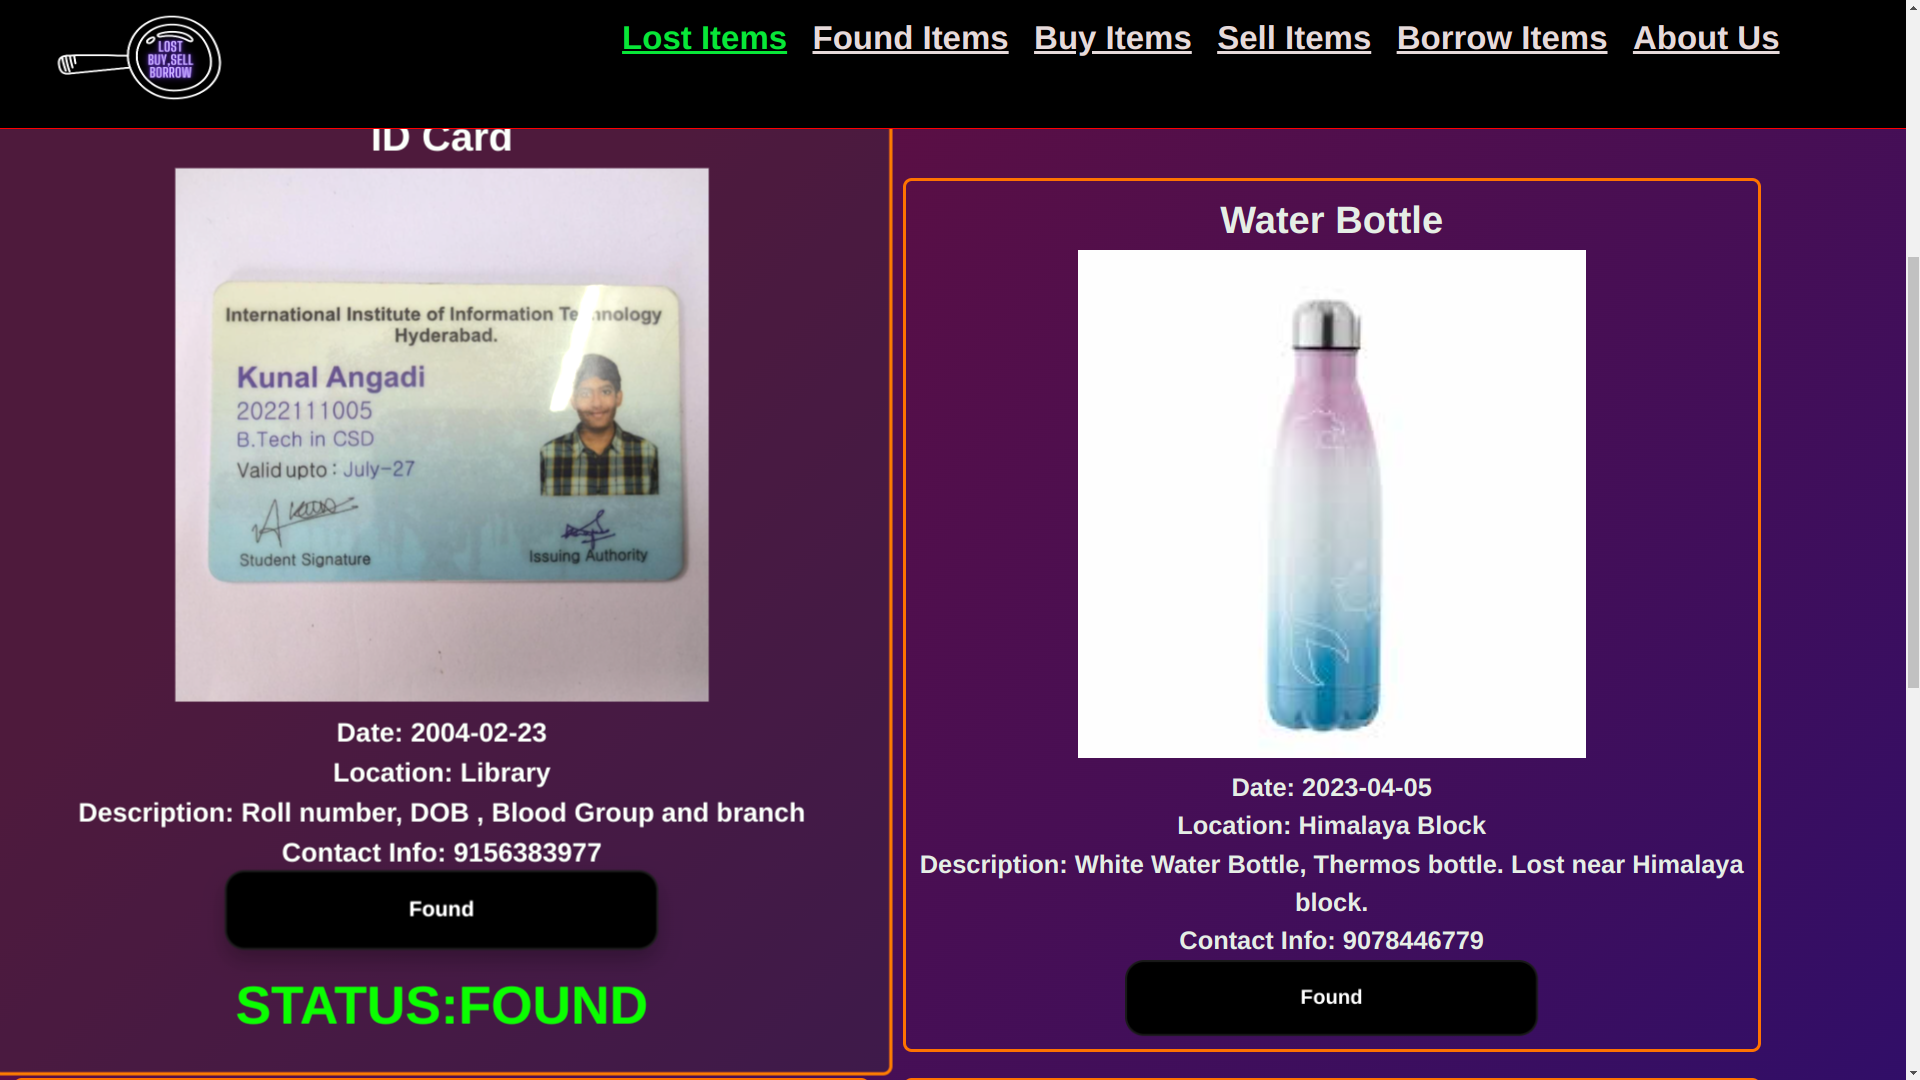 LOST
BUY,SELL
BORROW
Lost Items Found Items Buy Items Sell Items Borrow Items About Us
ID Card
International Institute of Information Te nology
Hyderabad.
Kunal Angadi
2022111005
B.Tech in CSD
Valid upto : July-27
Student Signature
Issuing Authority
Date: 2004-02-23
Location: Library
Description: Roll number, DOB , Blood Group and branch
Contact Info: 9156383977
Found
STATUS:FOUND
Water Bottle
Date: 2023-04-05
Location: Himalaya Block
Description: White Water Bottle, Thermos bottle. Lost near Himalaya
block.
Contact Info: 9078446779
Found